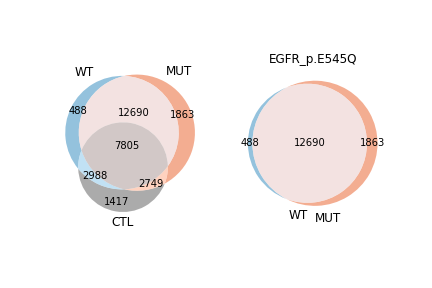 WT
MUT
488
12690
1863
7805
2988
2749
1417
CTL
EGFR_p.E545Q
488
12690
1863
WT
MUT